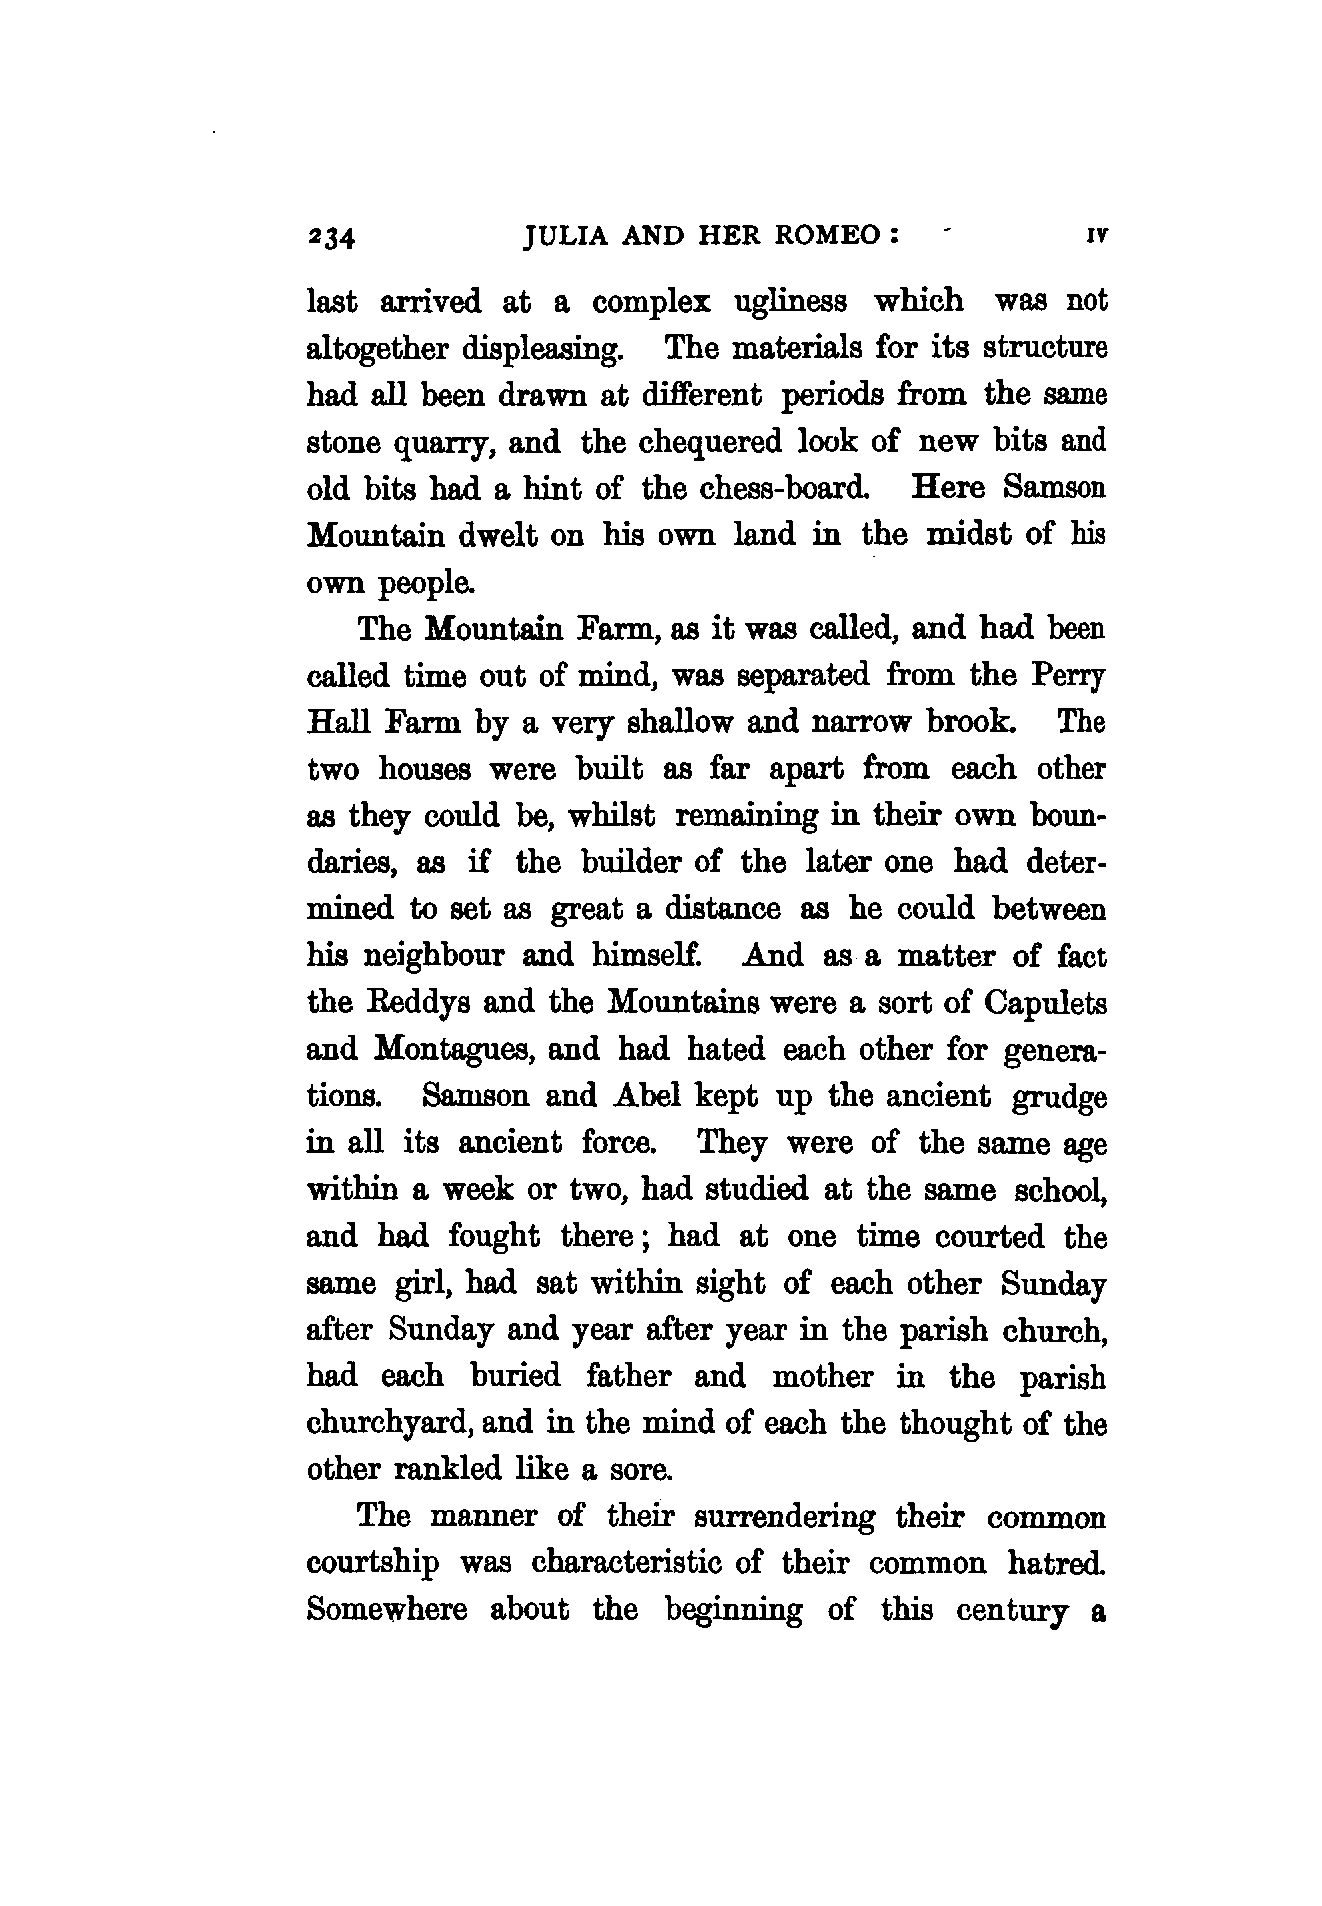 234 JULIA AND HER ROMEO: IV
last arrived at a complex ugliness which was not
altogether displeasing. The materials for its structure
had all been drawn at different periods from the same
stone quarry, and the chequered look of new bits and
old bits had a hint of the chess-board. Here Samson
Mountain dwelt on his own land in the midst of his
own people.
The Mountain Farm, as it was called, and had been
called time out of mind, was separated from the Perry
Hall Farm by a very shallow and narrow brook. The
two houses were built as far apart from each other
as they could be, whilst remaining in their own boun-
daries, as if the builder of the later one had deter-
mined to set as great a distance as he could between
his neighbour and himself. And as a matter of fact
the Reddys and the Mountains were a sort of Capulets
and Montagues, and had hated each other for genera-
tions. Samson and Abel kept up the ancient grudge
in all its ancient force. They were of the same age
within a week or two, had studied at the same school,
and had fought there; had at one time courted the
same girl, had sat within sight of each other Sunday
after Sunday and year after year in the parish church,
had each buried father and mother in the parish
churchyard, and in the mind of each the thought of the
other rankled like a sore.
The manner of their surrendering their common
courtship was characteristic of their common hatred.
Somewhere about the beginning of this century a